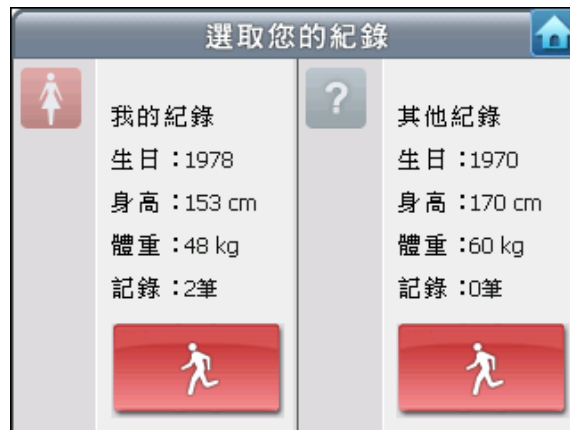 選取您的紀錄
我的紀錄
生日:1978
身高:153 cm
體重:48 kg
記錄:2筆
?
其他紀錄
生日:1970
身高:170 cm
體重:60 kg
記錄:0筆